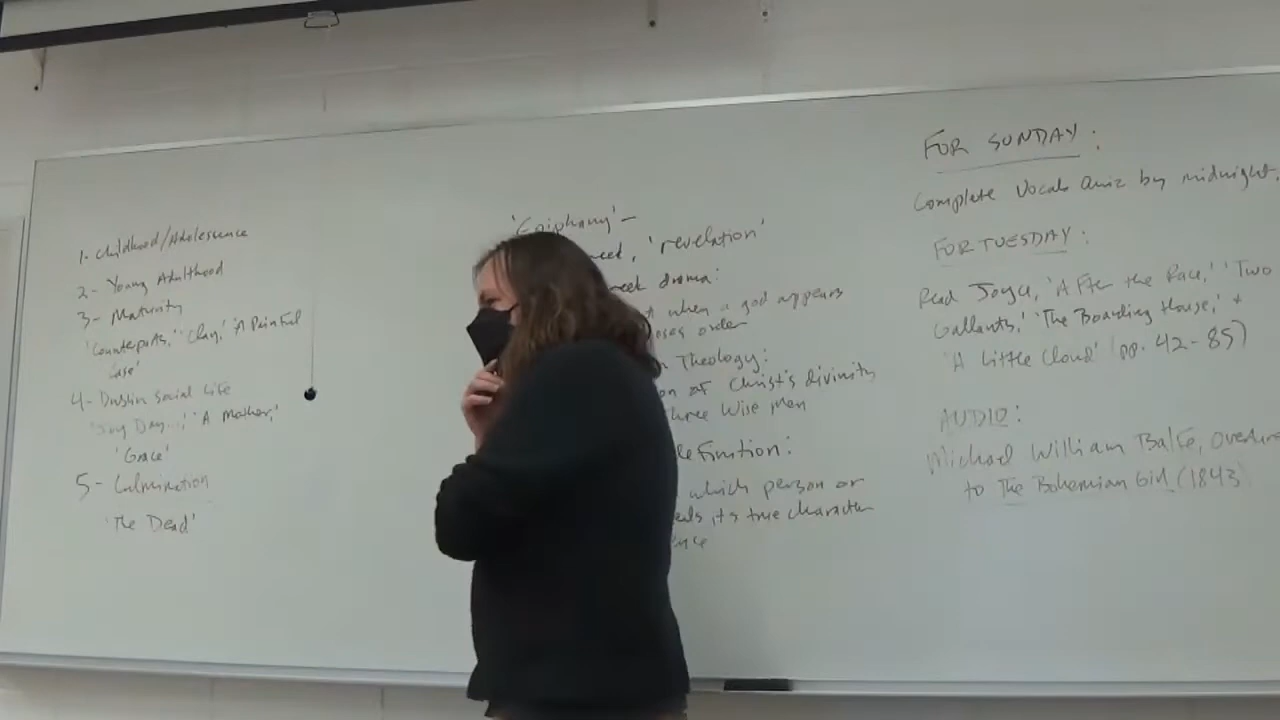 1- Childhood/Adolescence
2- Young Adulthood
3- Maturity
'Counterparts,' 'Clay,' 'A Painful
Case'
4- Dublin Social Life
'Ivy Day...,' 'A Mother,'
'Grace'
5- Culmination
'The Dead'
'Epiphany' –
'revelation'
drama:
when a god appears
order
Theology:
of Christ's divinity
Three Wise Men
Definition:
which person or
its true character
FOR SUNDAY:
Complete Vocab Quiz by midnight.
FOR TUESDAY:
Read Joyce, 'After the Race,' 'Two
Gallants,' 'The Boarding House,' +
'A Little Cloud' (pp. 42-85)
AUDIO:
Michael William Balfe, Overture
to The Bohemian Girl (1843)